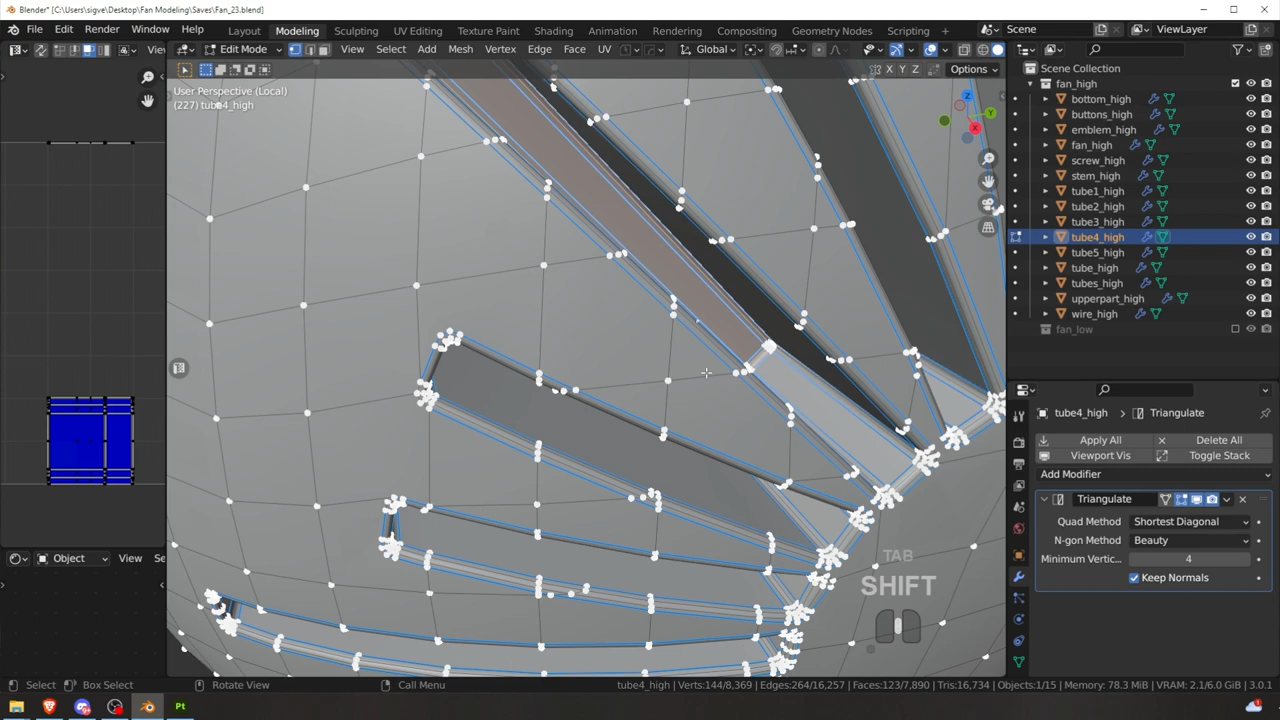 Blender* [C:\Users\sigve\Desktop\Fan Modeling\Saves\Fan_23.blend]
File Edit Render Window Help Layout Modeling Sculpting UV Editing Texture Paint Shading Animation Rendering Compositing Geometry Nodes Scripting + Scene ViewLayer
Viev Edit Mode View Select Add Mesh Vertex Edge Face UV Global
X Y Z Options
User Perspective (Local)
(227) tube4_high
Z
Y
X
Scene Collection
fan_high
bottom_high
buttons_high
emblem_high
fan_high
screw_high
stem_high
tube1_high
tube2_high
tube3_high
tube4_high
tube5_high
tube_high
tubes_high
upperpart_high
wire_high
fan_low
tube4_high Triangulate
Apply All Delete All
Viewport Vis Toggle Stack
Add Modifier
Triangulate
Quad Method Shortest Diagonal
N-gon Method Beauty
Minimum Vertic... 4
Keep Normals
Object View Se
TAB
SHIFT
Select Box Select Rotate View Call Menu tube4_high | Verts:144/8,369 | Edges:264/16,257 | Faces:123/7,890 | Tris:16,734 | Objects:1/15 | Memory: 78.3 MiB | VRAM: 2.1/6.0 GiB | 3.0.1
Pt